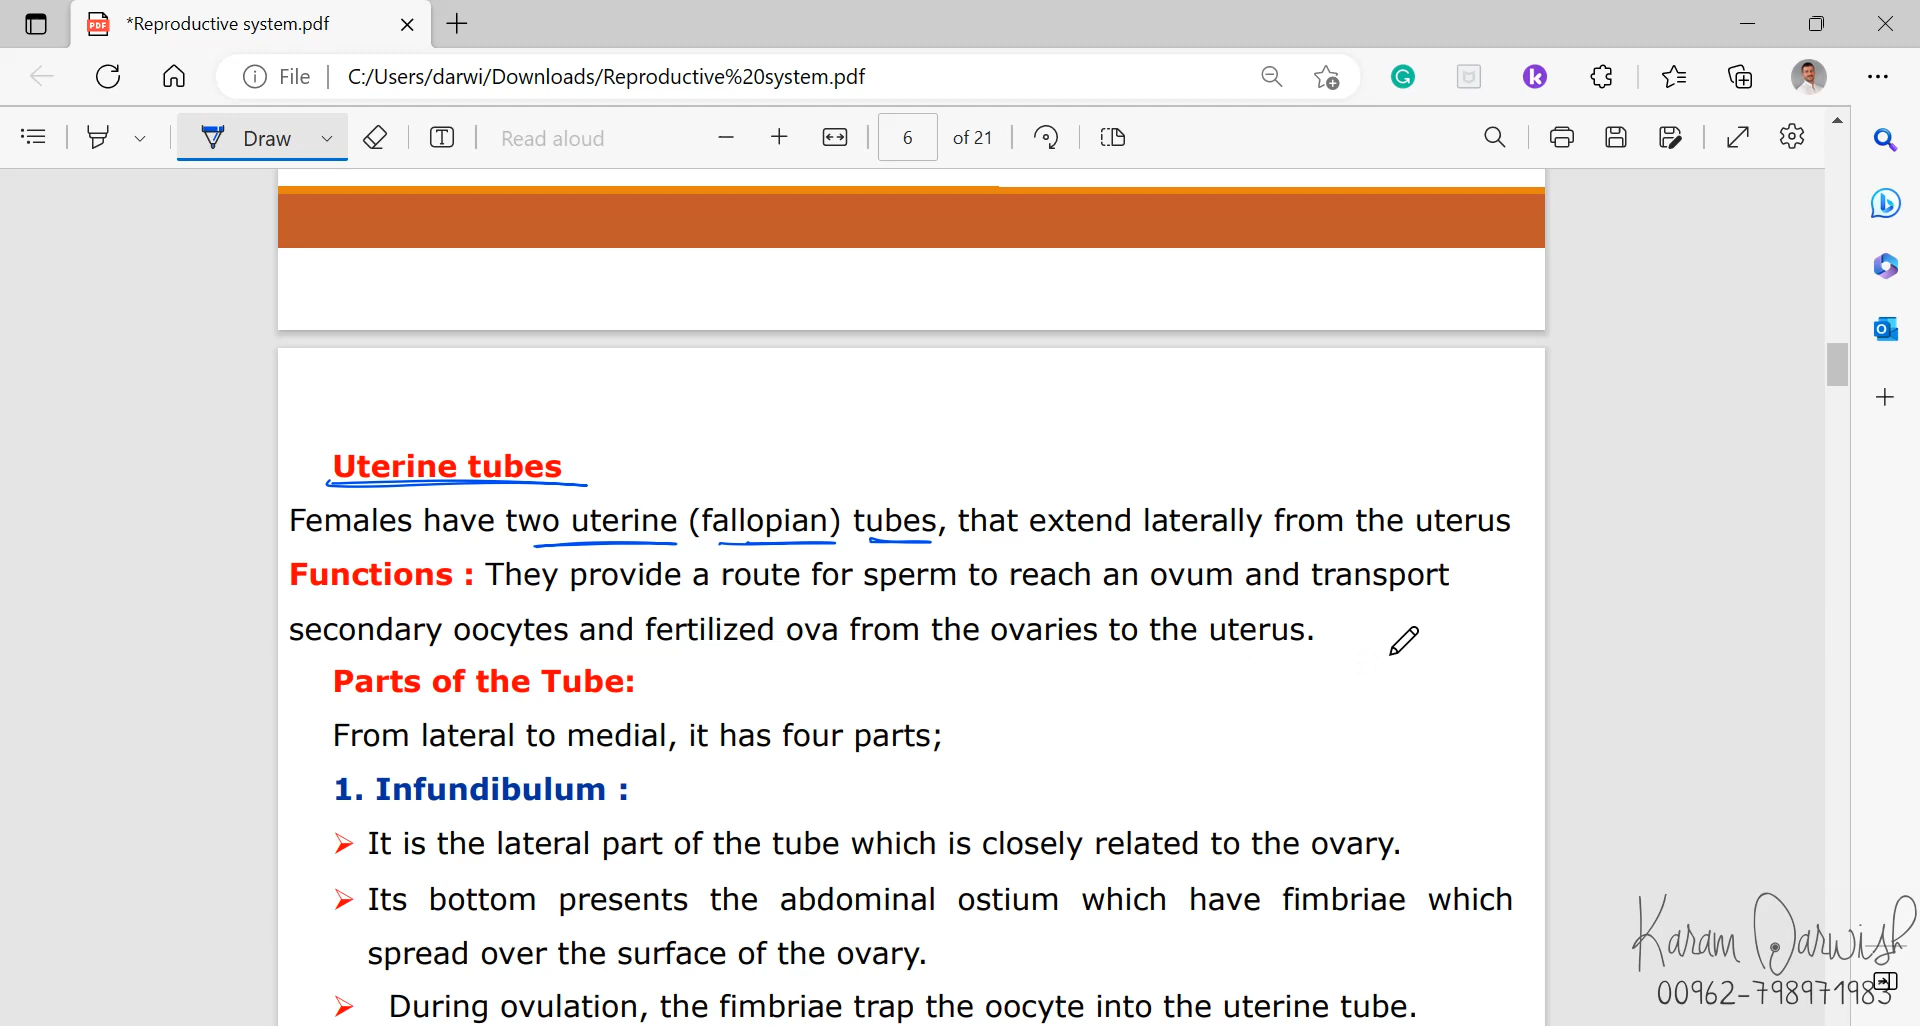 *Reproductive system.pdf
File C:/Users/darwi/Downloads/Reproductive%20system.pdf
Draw Read aloud 6 of 21
Uterine tubes
Females have two uterine (fallopian) tubes, that extend laterally from the uterus
Functions : They provide a route for sperm to reach an ovum and transport
secondary oocytes and fertilized ova from the ovaries to the uterus.
Parts of the Tube:
From lateral to medial, it has four parts;
1. Infundibulum :
It is the lateral part of the tube which is closely related to the ovary.
Its bottom presents the abdominal ostium which have fimbriae which
spread over the surface of the ovary.
During ovulation, the fimbriae trap the oocyte into the uterine tube.
Karam Darwish
00962-798971983